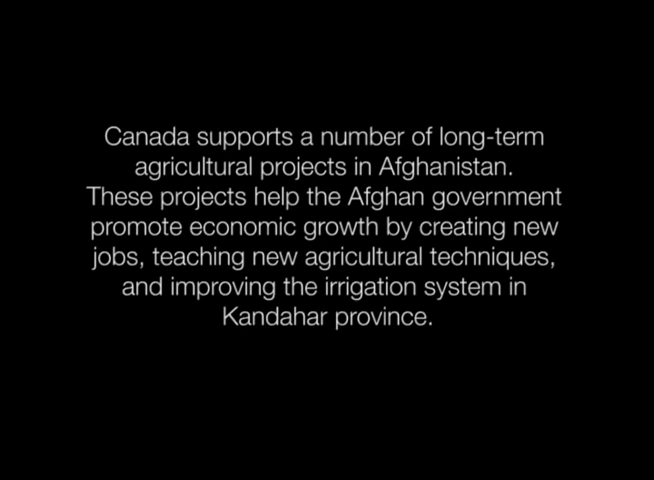 Canada supports a number of long-term
agricultural projects in Afghanistan.
These projects help the Afghan government
promote economic growth by creating new
jobs, teaching new agricultural techniques,
and improving the irrigation system in
Kandahar province.